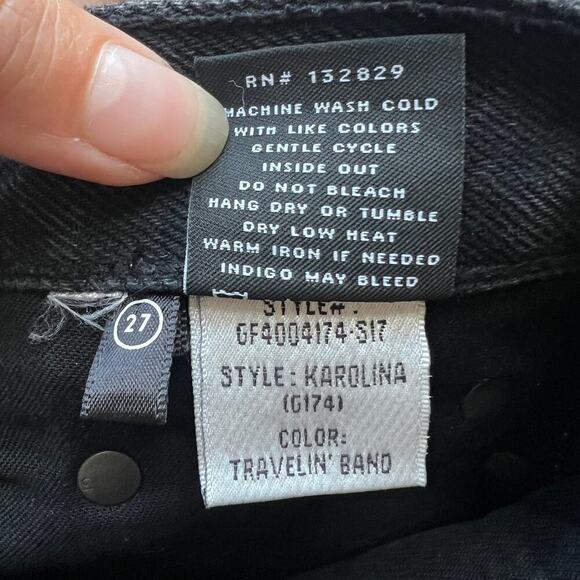 RN# 132829
MACHINE WASH COLD
WITH LIKE COLORS
GENTLE CYCLE
INSIDE OUT
DO NOT BLEACH
HANG DRY OR TUMBLE
DRY LOW HEAT
WARM IRON IF NEEDED
INDIGO MAY BLEED
27
STYLE#:
GF4004174-S17
STYLE: KAROLINA
(G174)
COLOR:
TRAVELIN' BAND